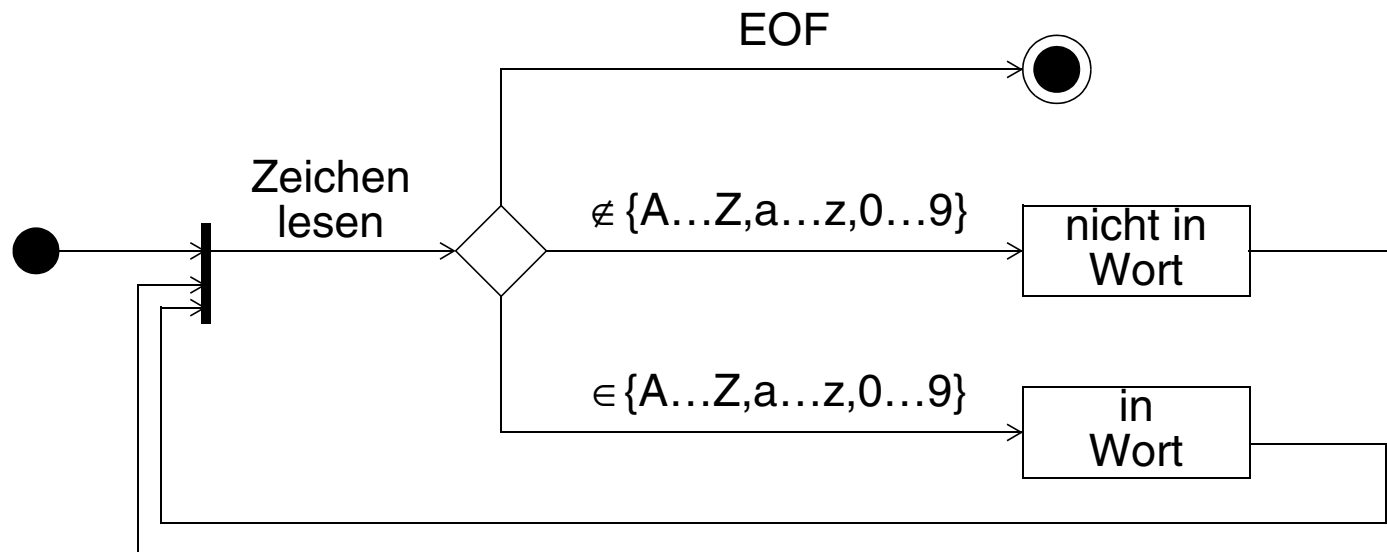 EOF
Zeichen
lesen
∉ {A…Z,a…z,0…9}
nicht in
Wort
∈ {A…Z,a…z,0…9}
in
Wort